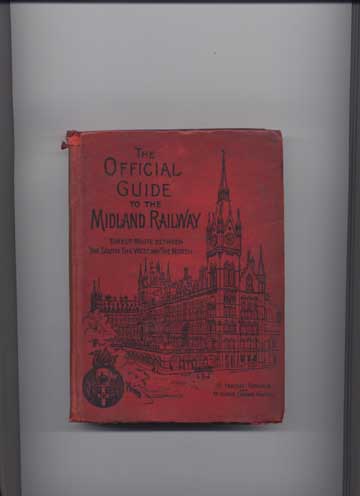 THE
OFFICIAL
GUIDE
TO THE
MIDLAND RAILWAY
DIRECT ROUTE BETWEEN
THE SOUTH THE WEST AND THE NORTH